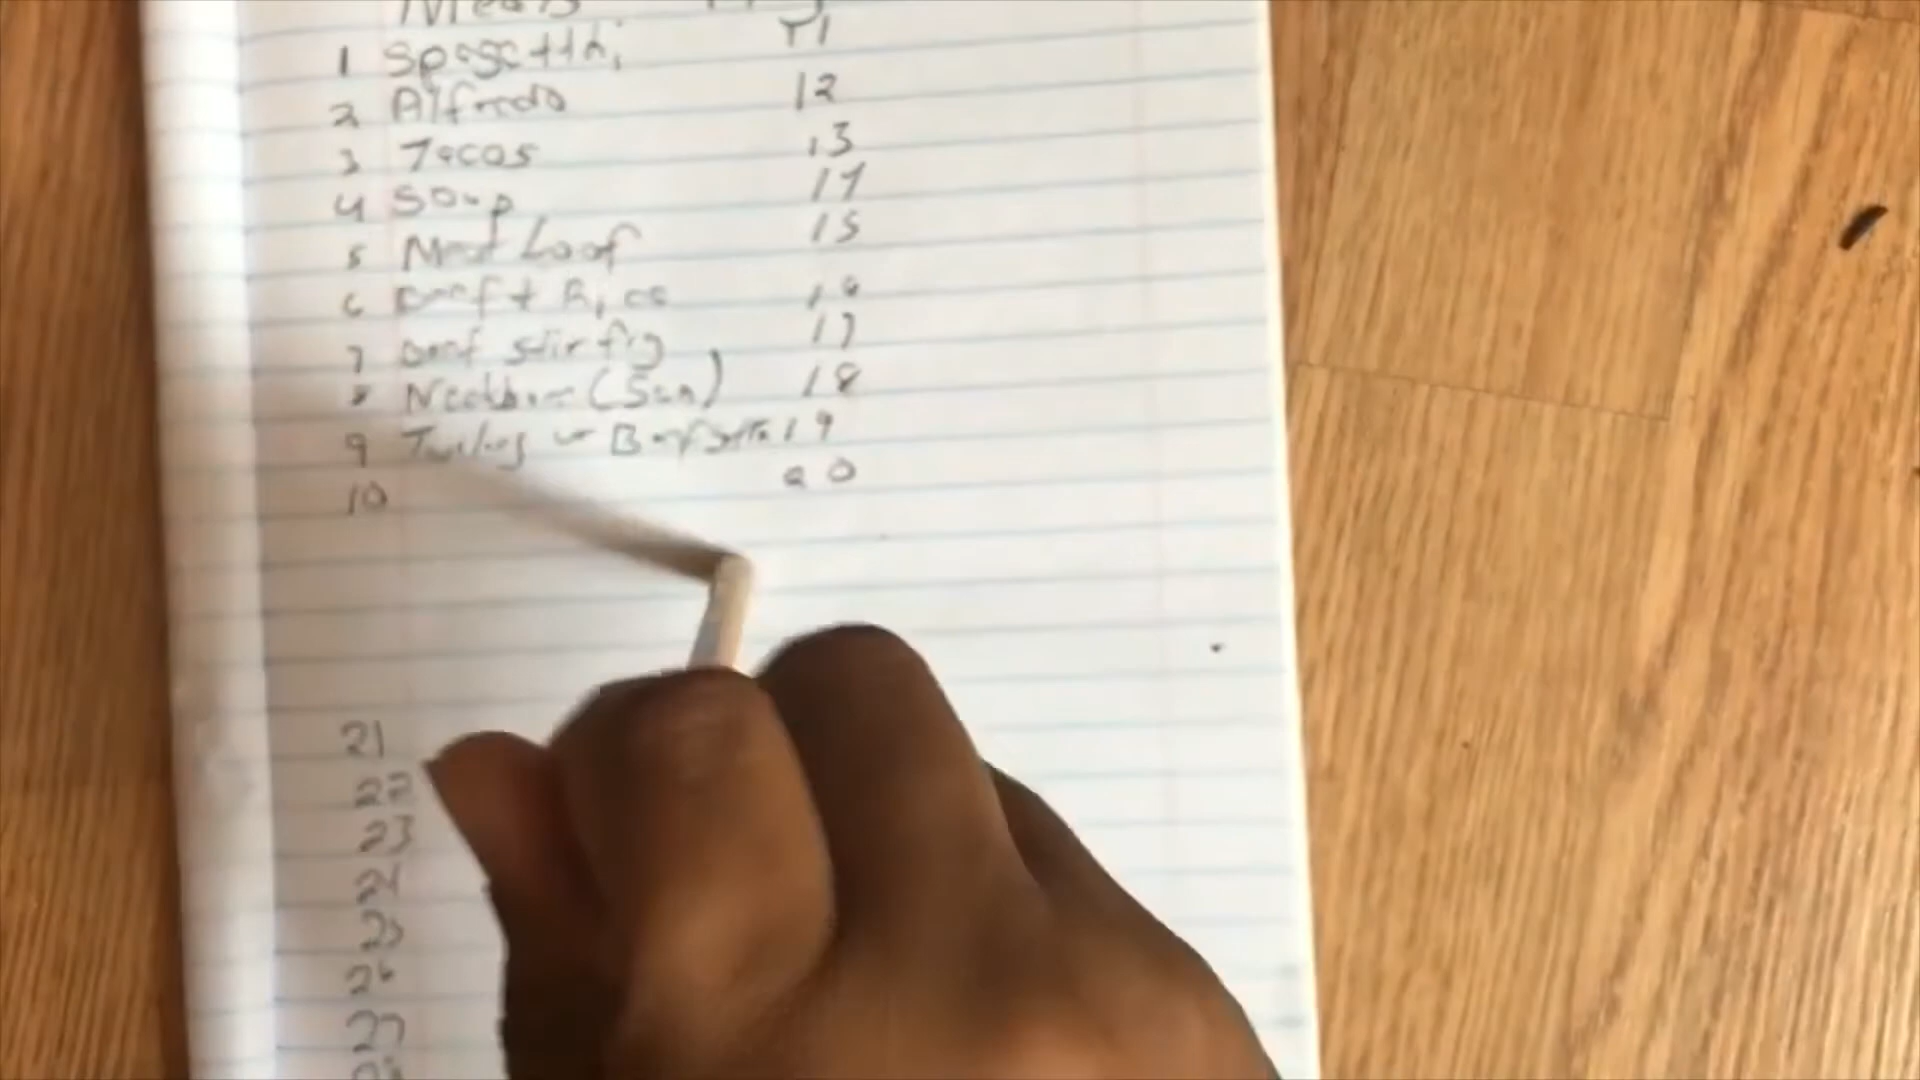 Meals
1 Spagetthi 11
2 Alfredo 12
3 Tacos 13
4 Soup 14
5 Meat Loaf 15
6 Beef + Rice 16
7 Beef stir fry 17
8 Neckbone (Sun) 18
9 Turkey 19
10 20
21
22
23
24
25
26
27